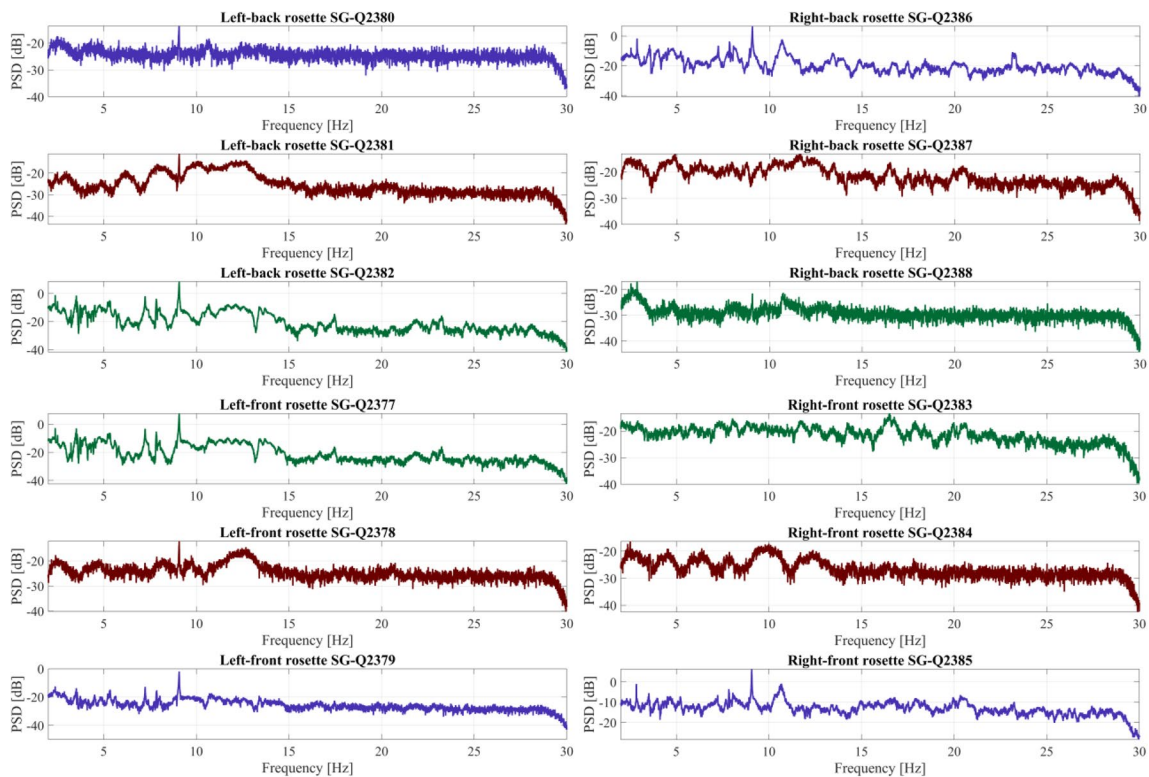 Left-back rosette SG-Q2380
PSD [dB]
-20
-30
-40
5 10 15 20 25 30
Frequency [Hz]
Right-back rosette SG-Q2386
PSD [dB]
0
-20
-40
5 10 15 20 25 30
Frequency [Hz]
Left-back rosette SG-Q2381
PSD [dB]
-20
-30
-40
5 10 15 20 25 30
Frequency [Hz]
Right-back rosette SG-Q2387
PSD [dB]
-20
-30
-40
5 10 15 20 25 30
Frequency [Hz]
Left-back rosette SG-Q2382
PSD [dB]
0
-20
-40
5 10 15 20 25 30
Frequency [Hz]
Right-back rosette SG-Q2388
PSD [dB]
-20
-30
-40
5 10 15 20 25 30
Frequency [Hz]
Left-front rosette SG-Q2377
PSD [dB]
0
-20
-40
5 10 15 20 25 30
Frequency [Hz]
Right-front rosette SG-Q2383
PSD [dB]
-20
-30
-40
5 10 15 20 25 30
Frequency [Hz]
Left-front rosette SG-Q2378
PSD [dB]
-20
-30
-40
5 10 15 20 25 30
Frequency [Hz]
Right-front rosette SG-Q2384
PSD [dB]
-20
-30
-40
5 10 15 20 25 30
Frequency [Hz]
Left-front rosette SG-Q2379
PSD [dB]
0
-20
-40
5 10 15 20 25 30
Frequency [Hz]
Right-front rosette SG-Q2385
PSD [dB]
0
-10
-20
5 10 15 20 25 30
Frequency [Hz]